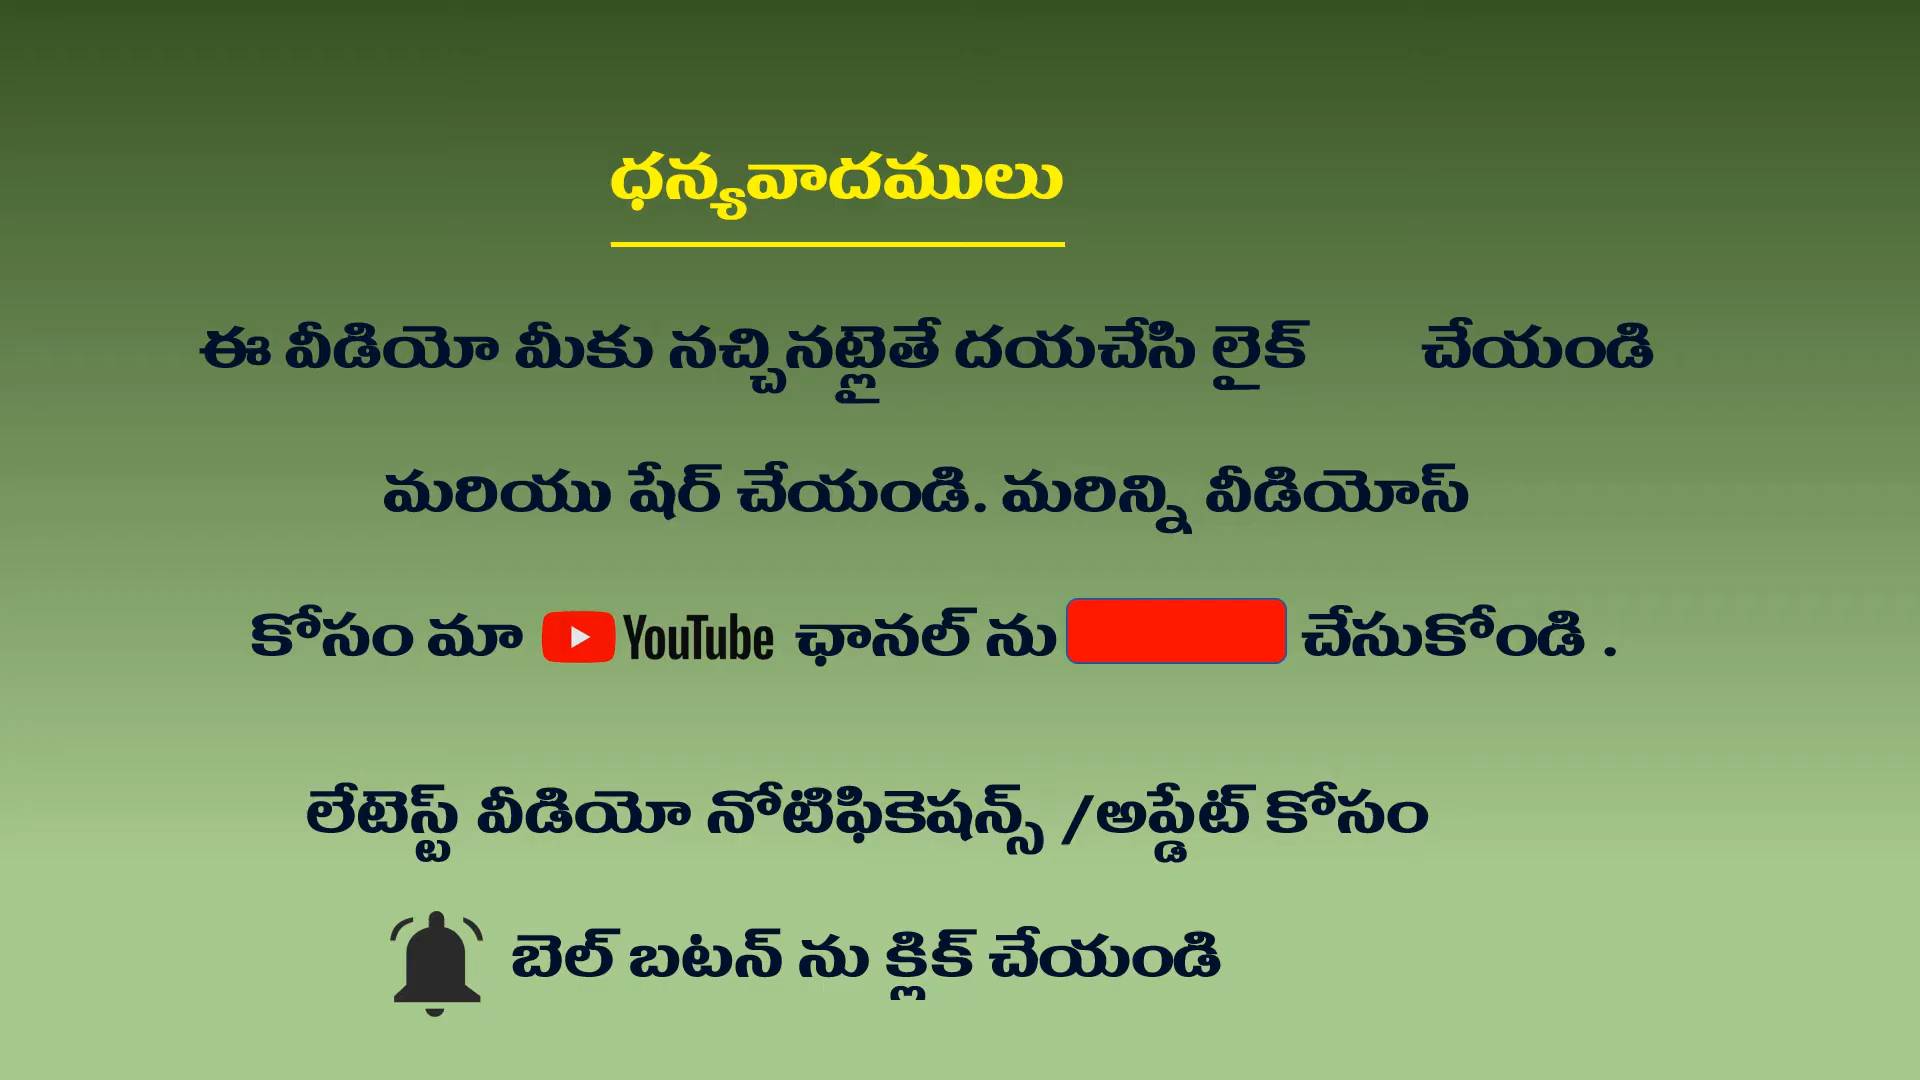 ధన్యవాదములు
ఈ వీడియో మీకు నచ్చినట్లైతే దయచేసి లైక్ చేయండి
మరియు షేర్ చేయండి. మరిన్ని వీడియోస్
కోసం మా YouTube ఛానల్ ను చేసుకోండి .
లేటెస్ట్ వీడియో నోటిఫికెషన్స్ /అప్డేట్ కోసం
బెల్ బటన్ ను క్లిక్ చేయండి